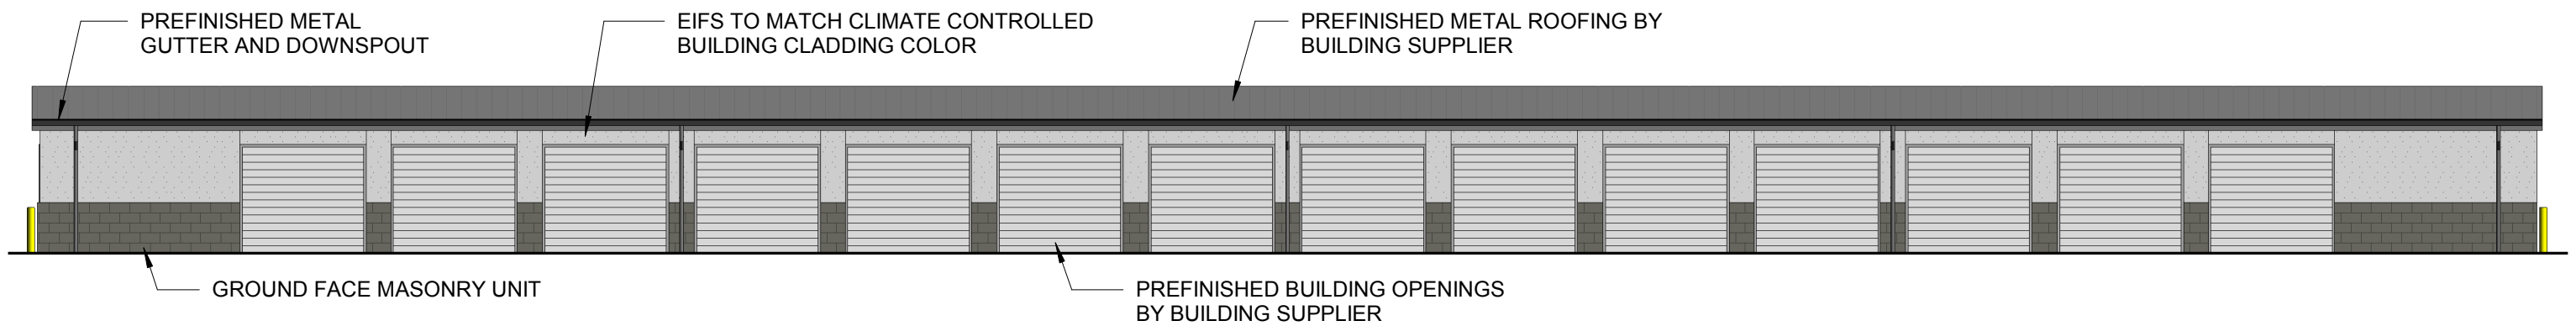 PREFINISHED METAL
GUTTER AND DOWNSPOUT
EIFS TO MATCH CLIMATE CONTROLLED
BUILDING CLADDING COLOR
PREFINISHED METAL ROOFING BY
BUILDING SUPPLIER
GROUND FACE MASONRY UNIT
PREFINISHED BUILDING OPENINGS
BY BUILDING SUPPLIER